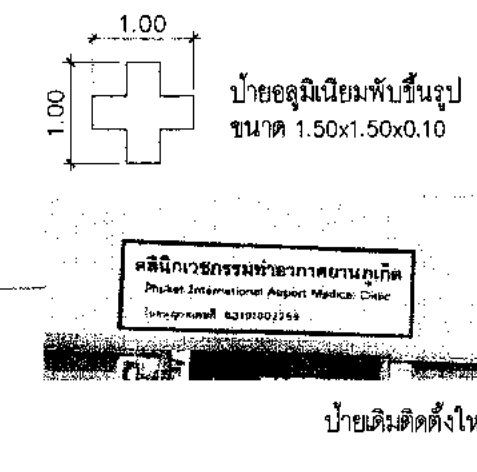 1.00
1.00
ป้ายอลูมิเนียมพับขึ้นรูป
ขนาด 1.50x1.50x0.10
คลินิกเวชกรรมท่าอากาศยานภูเก็ต
Phuket International Airport Medical Clinic
ป้ายเดิมติดตั้งให